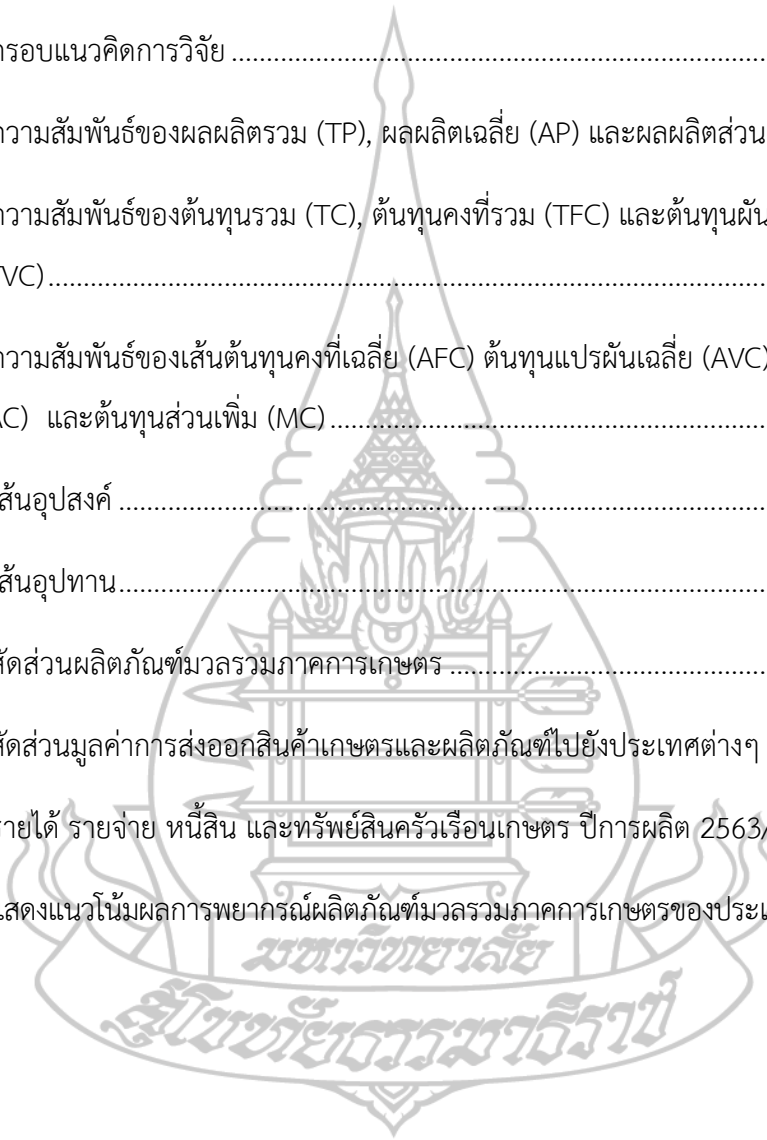 กรอบแนวคิดการวิจัย ....................................................................................
ความสัมพันธ์ของผลผลิตรวม (TP), ผลผลิตเฉลี่ย (AP) และผลผลิตส่วน
ความสัมพันธ์ของต้นทุนรวม (TC), ต้นทุนคงที่รวม (TFC) และต้นทุนผัน
VC) ....................................................................................
ความสัมพันธ์ของเส้นต้นทุนคงที่เฉลี่ย (AFC) ต้นทุนแปรผันเฉลี่ย (AVC)
AC) และต้นทุนส่วนเพิ่ม (MC) ....................................................................................
เส้นอุปสงค์ ....................................................................................
เส้นอุปทาน ....................................................................................
สัดส่วนผลิตภัณฑ์มวลรวมภาคการเกษตร ..................................................
สัดส่วนมูลค่าการส่งออกสินค้าเกษตรและผลิตภัณฑ์ไปยังประเทศต่างๆ
รายได้ รายจ่าย หนี้สิน และทรัพย์สินครัวเรือนเกษตร ปีการผลิต 2563/
แสดงแนวโน้มผลการพยากรณ์ผลิตภัณฑ์มวลรวมภาคการเกษตรของประเ
มหาวิทยาลัย
สุโขทัยธรรมาธิราช